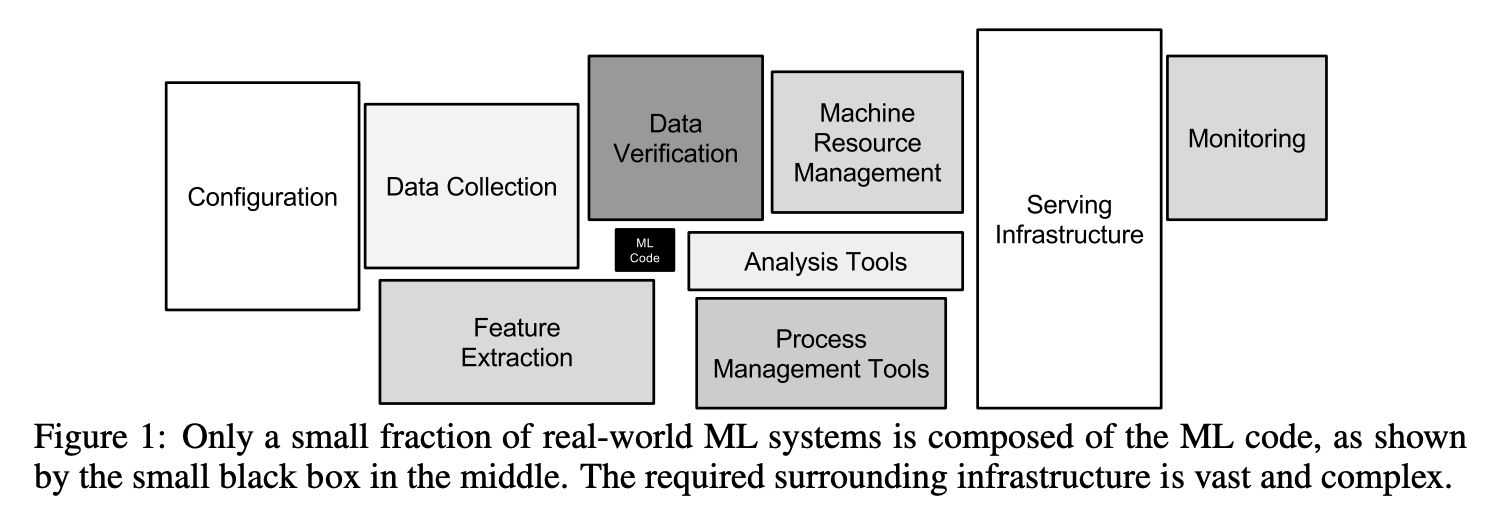 Configuration
Data Collection
Data
Verification
Machine
Resource
Management
Serving
Infrastructure
Monitoring
ML
Code
Analysis Tools
Feature
Extraction
Process
Management Tools
Figure 1: Only a small fraction of real-world ML systems is composed of the ML code, as shown
by the small black box in the middle. The required surrounding infrastructure is vast and complex.